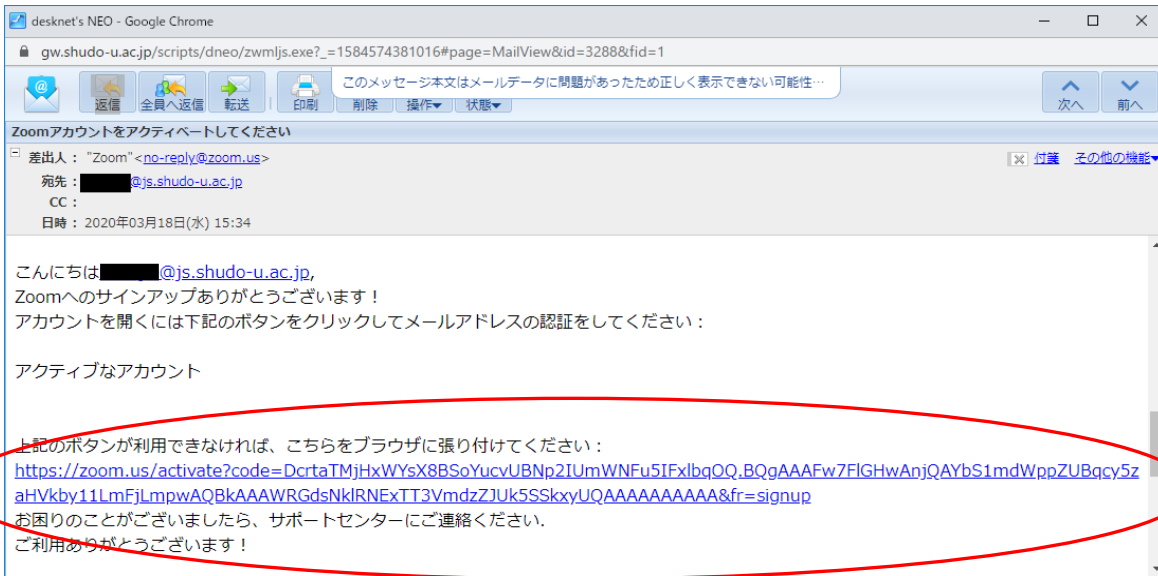 desknet's NEO - Google Chrome
gw.shudo-u.ac.jp/scripts/dneo/zwmljs.exe?_=1584574381016#page=MailView&id=3288&fid=1
このメッセージ本文はメールデータに問題があったため正しく表示できない可能性…
返信 全員へ返信 転送 印刷 削除 操作▼ 状態▼ 次へ 前へ
Zoomアカウントをアクティベートしてください
差出人： "Zoom"<no-reply@zoom.us> 付箋 その他の機能▼
宛先： @js.shudo-u.ac.jp
CC：
日時： 2020年03月18日(水) 15:34
こんにちは @js.shudo-u.ac.jp,
Zoomへのサインアップありがとうございます！
アカウントを開くには下記のボタンをクリックしてメールアドレスの認証をしてください：
アクティブなアカウント
上記のボタンが利用できなければ、こちらをブラウザに張り付けてください：
https://zoom.us/activate?code=DcrtaTMjHxWYsX8BSoYucvUBNp2IUmWNFu5IFxlbqOQ.BQgAAAFw7FlGHwAnjQAYbS1mdWppZUBqcy5z
aHVkby11LmFjLmpwAQBkAAAWRGdsNklRNExTT3VmdzZJUk5SSkxyUQAAAAAAAAAA&fr=signup
お困りのことがございましたら、サポートセンターにご連絡ください.
ご利用ありがとうございます！